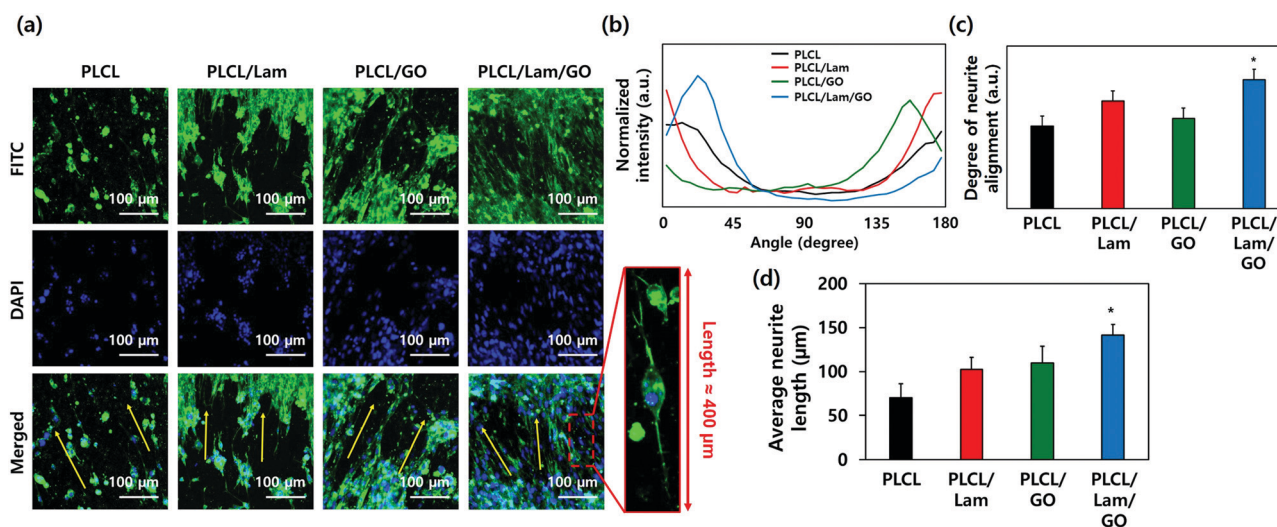 (a)
PLCL PLCL/Lam PLCL/GO PLCL/Lam/GO
FITC
100 μm 100 μm 100 μm 100 μm
DAPI
100 μm 100 μm 100 μm 100 μm
Merged
100 μm 100 μm 100 μm 100 μm
Length ≈ 400 μm
(b)
Normalized
intensity (a.u.)
PLCL
PLCL/Lam
PLCL/GO
PLCL/Lam/GO
0 45 90 135 180
Angle (degree)
(c)
Degree of neurite
alignment (a.u.)
*
PLCL PLCL/ PLCL/ PLCL/
Lam GO Lam/
GO
(d)
Average neurite
length (μm)
200
150
100
50
0
*
PLCL PLCL/ PLCL/ PLCL/
Lam GO Lam/
GO